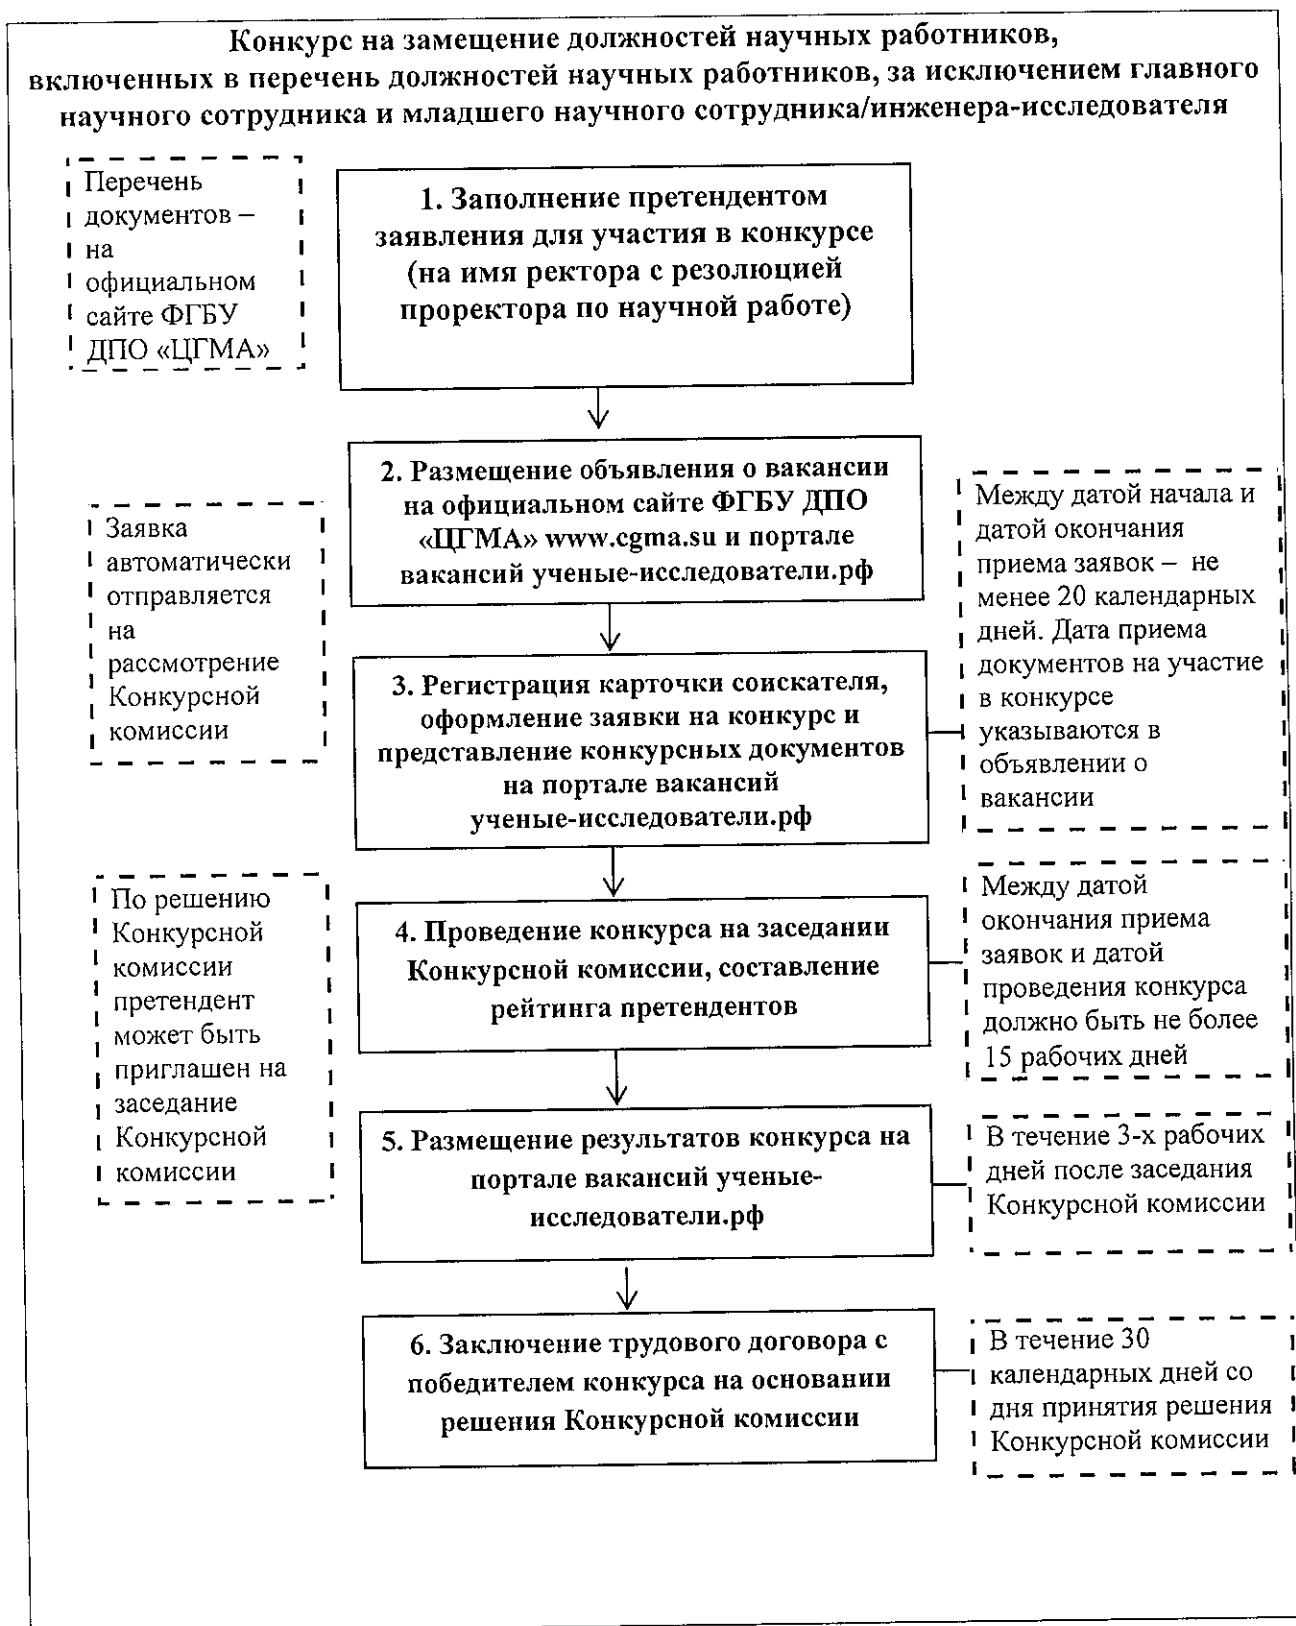 Конкурс на замещение должностей научных работников,
включенных в перечень должностей научных работников, за исключением главного
научного сотрудника и младшего научного сотрудника/инженера-исследователя
Перечень
документов –
на
официальном
сайте ФГБУ
ДПО «ЦГМА»
1. Заполнение претендентом
заявления для участия в конкурсе
(на имя ректора с резолюцией
проректора по научной работе)
2. Размещение объявления о вакансии
на официальном сайте ФГБУ ДПО
«ЦГМА» www.cgma.su и портале
вакансий ученые-исследователи.рф
Заявка
автоматически
отправляется
на
рассмотрение
Конкурсной
комиссии
3. Регистрация карточки соискателя,
оформление заявки на конкурс и
представление конкурсных документов
на портале вакансий
ученые-исследователи.рф
Между датой начала и
датой окончания
приема заявок – не
менее 20 календарных
дней. Дата приема
документов на участие
в конкурсе
указываются в
объявлении о
вакансии
По решению
Конкурсной
комиссии
претендент
может быть
приглашен на
заседание
Конкурсной
комиссии
4. Проведение конкурса на заседании
Конкурсной комиссии, составление
рейтинга претендентов
Между датой
окончания приема
заявок и датой
проведения конкурса
должно быть не более
15 рабочих дней
5. Размещение результатов конкурса на
портале вакансий ученые-
исследователи.рф
В течение 3-х рабочих
дней после заседания
Конкурсной комиссии
6. Заключение трудового договора с
победителем конкурса на основании
решения Конкурсной комиссии
В течение 30
календарных дней со
дня принятия решения
Конкурсной комиссии